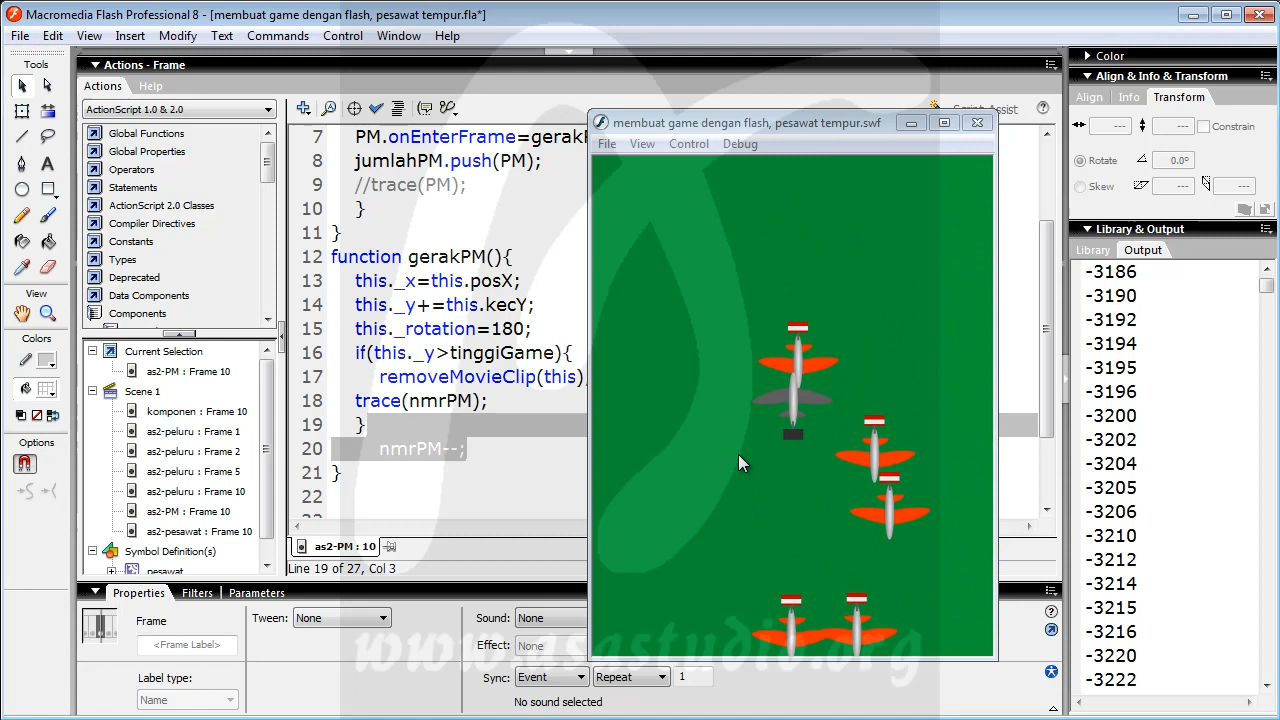 Macromedia Flash Professional 8 - [membuat game dengan flash, pesawat tempur.fla*]
File Edit View Insert Modify Text Commands Control Window Help
Tools
View
Colors
Options
Actions - Frame
Actions Help
ActionScript 1.0 & 2.0
Global Functions
Global Properties
Operators
Statements
ActionScript 2.0 Classes
Compiler Directives
Constants
Types
Deprecated
Data Components
Components
Current Selection
as2-PM : Frame 10
Scene 1
komponen : Frame 10
as2-peluru : Frame 1
as2-peluru : Frame 2
as2-peluru : Frame 5
as2-peluru : Frame 10
as2-PM : Frame 10
as2-pesawat : Frame 10
Symbol Definition(s)
pesawat
Script Assist
7 PM.onEnterFrame=gerakP
8 jumlahPM.push(PM);
9 //trace(PM);
10 }
11 }
12 function gerakPM(){
13 this._x=this.posX;
14 this._y+=this.kecY;
15 this._rotation=180;
16 if(this._y>tinggiGame){
17 removeMovieClip(this)
18 trace(nmrPM);
19 }
20 nmrPM--;
21 }
22
as2-PM : 10
Line 19 of 27, Col 3
membuat game dengan flash, pesawat tempur.swf
File View Control Debug
Properties Filters Parameters
Frame
<Frame Label>
Label type:
Name
Tween: None
Sound: None
Effect: None
Sync: Event Repeat 1
No sound selected
www.asastudio.org
Color
Align & Info & Transform
Align Info Transform
--- --- Constrain
Rotate 0.0°
Skew --- ---
Library & Output
Library Output
-3186
-3190
-3192
-3194
-3195
-3196
-3200
-3202
-3204
-3205
-3206
-3210
-3212
-3214
-3215
-3216
-3220
-3222